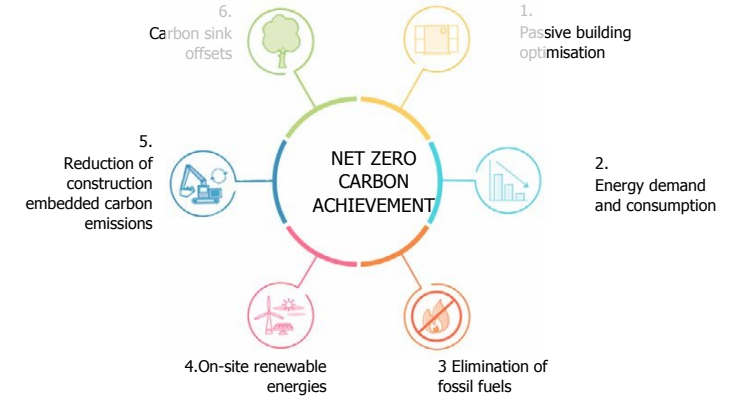 NET ZERO
CARBON
ACHIEVEMENT
1.
Passive building
optimisation
2.
Energy demand
and consumption
3 Elimination of
fossil fuels
4.On-site renewable
energies
5.
Reduction of
construction
embedded carbon
emissions
6.
Carbon sink
offsets